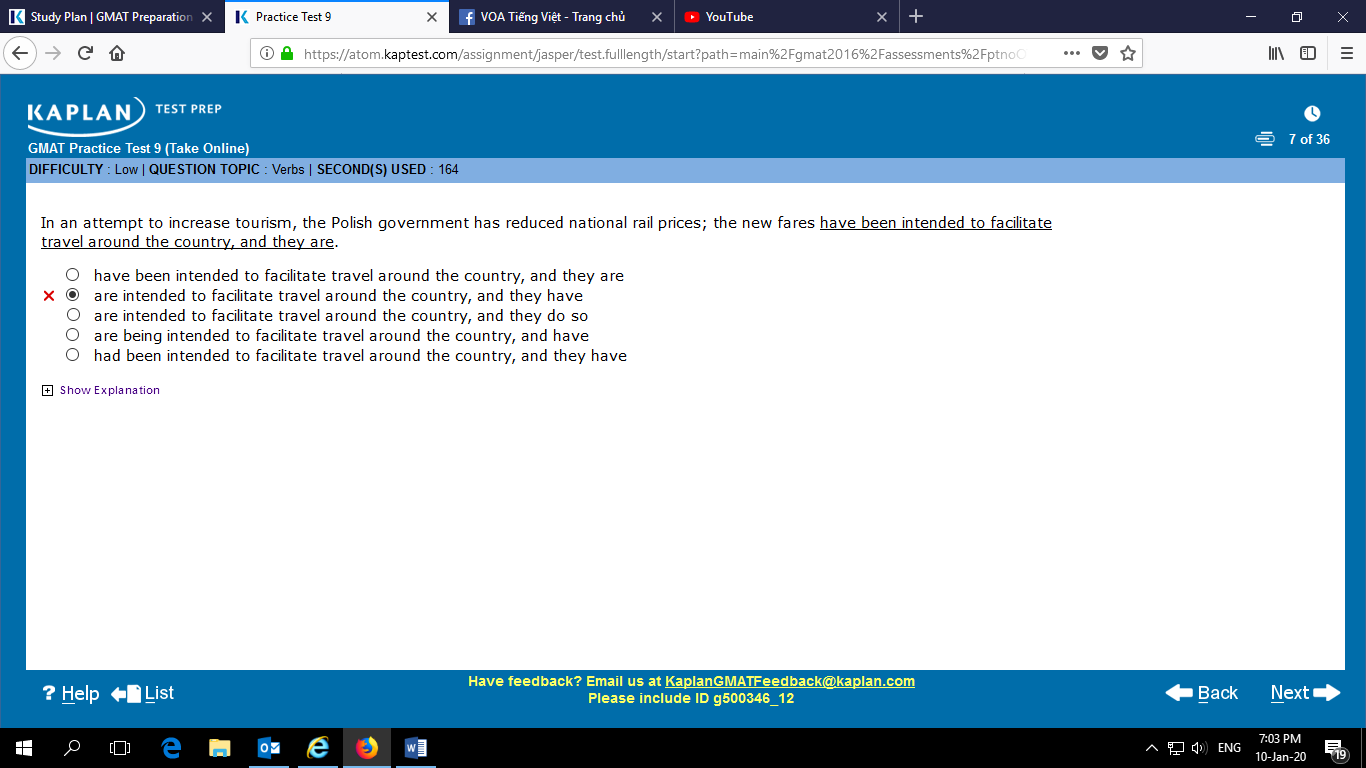 Study Plan | GMAT Preparation
Practice Test 9
VOA Tiếng Việt - Trang chủ
YouTube
https://atom.kaptest.com/assignment/jasper/test.fulllength/start?path=main%2Fgmat2016%2Fassessments%2Fptno
KAPLAN TEST PREP
GMAT Practice Test 9 (Take Online)
7 of 36
DIFFICULTY : Low | QUESTION TOPIC : Verbs | SECOND(S) USED : 164
In an attempt to increase tourism, the Polish government has reduced national rail prices; the new fares have been intended to facilitate
travel around the country, and they are.
have been intended to facilitate travel around the country, and they are
are intended to facilitate travel around the country, and they have
are intended to facilitate travel around the country, and they do so
are being intended to facilitate travel around the country, and have
had been intended to facilitate travel around the country, and they have
Show Explanation
? Help
List
Have feedback? Email us at KaplanGMATFeedback@kaplan.com
Please include ID g500346_12
Back
Next
ENG
7:03 PM
10-Jan-20
19